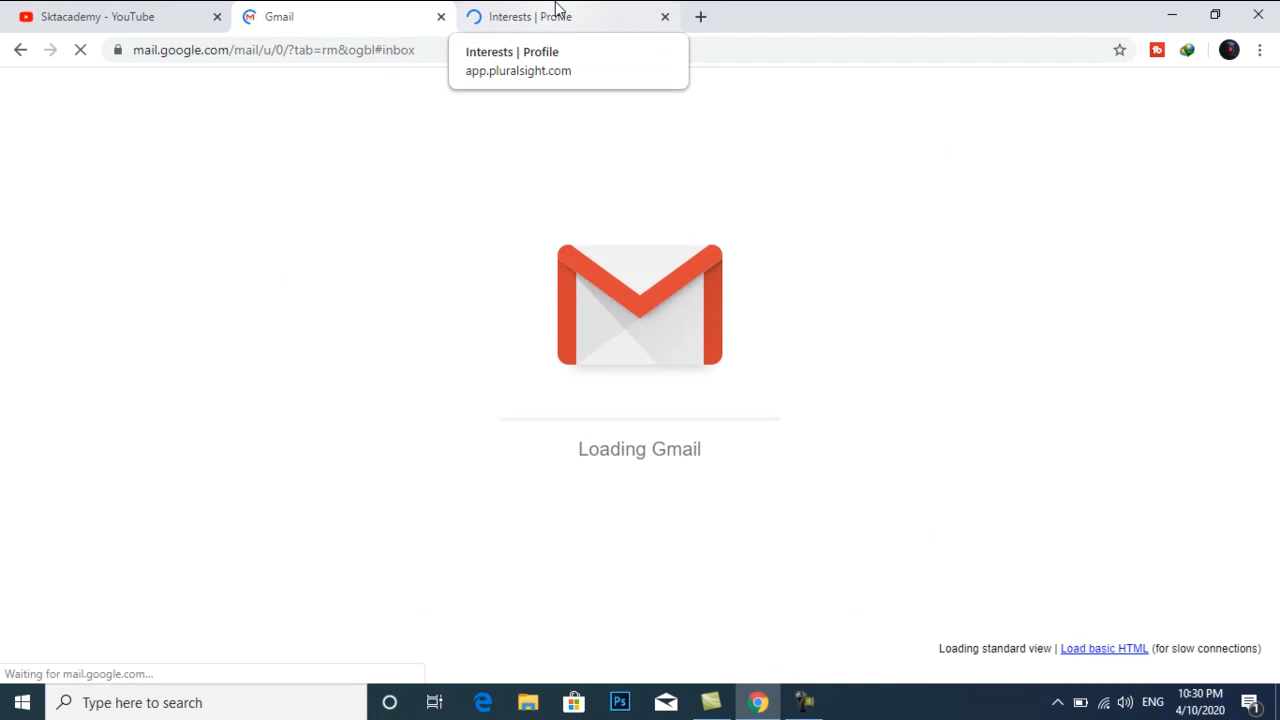 Sktacademy - YouTube
Gmail
Interests | Profile
mail.google.com/mail/u/0/?tab=rm&ogbl#inbox
Interests | Profile
app.pluralsight.com
Loading Gmail
Loading standard view | Load basic HTML (for slow connections)
Waiting for mail.google.com...
Type here to search
Ps
ENG
10:30 PM
4/10/2020
1